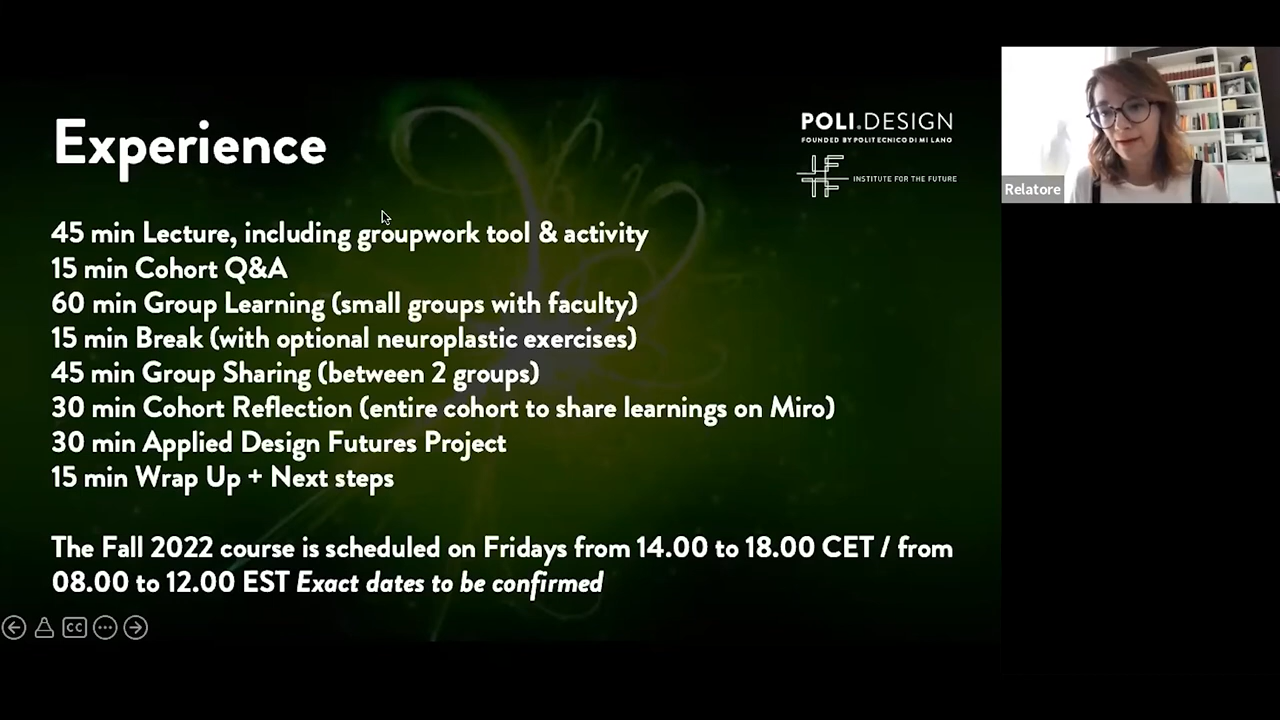 Experience
POLI.DESIGN
FOUNDED BY POLITECNICO DI MILANO
INSTITUTE FOR THE FUTURE
Relatore
45 min Lecture, including groupwork tool & activity
15 min Cohort Q&A
60 min Group Learning (small groups with faculty)
15 min Break (with optional neuroplastic exercises)
45 min Group Sharing (between 2 groups)
30 min Cohort Reflection (entire cohort to share learnings on Miro)
30 min Applied Design Futures Project
15 min Wrap Up + Next steps
The Fall 2022 course is scheduled on Fridays from 14.00 to 18.00 CET / from
08.00 to 12.00 EST Exact dates to be confirmed
CC